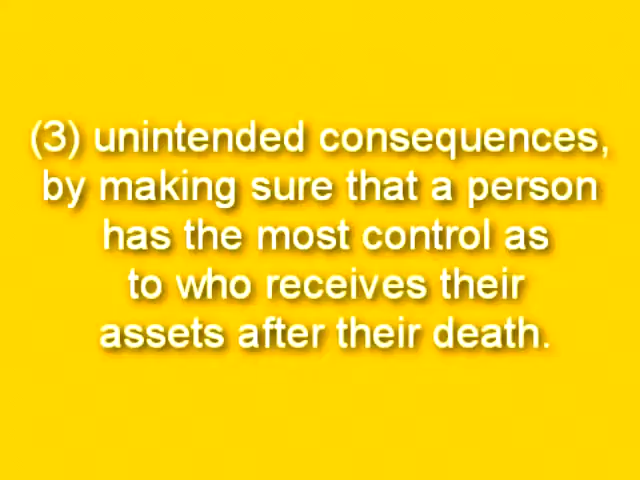 (3) unintended consequences,
by making sure that a person
has the most control as
to who receives their
assets after their death.